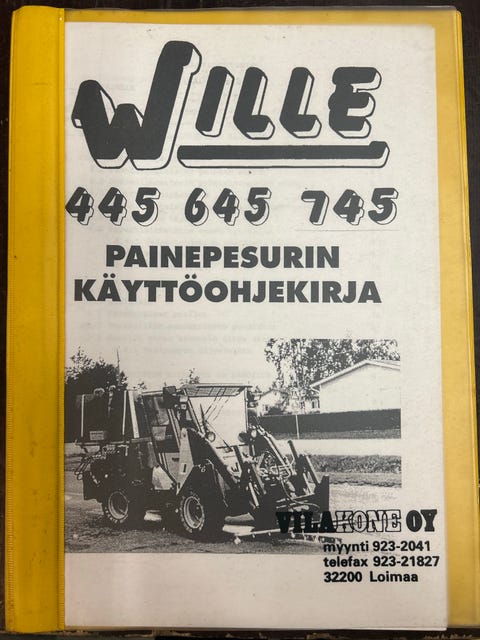 WILLE
445 645 745
PAINEPESURIN
KÄYTTÖOHJEKIRJA
VILAKONE OY
myynti 923-2041
telefax 923-21827
32200 Loimaa